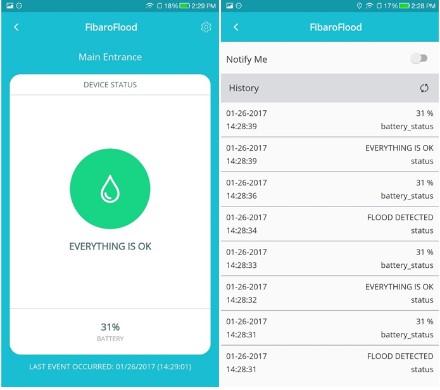 18% 2:29 PM
FibaroFlood
Main Entrance
DEVICE STATUS
EVERYTHING IS OK
31%
BATTERY
LAST EVENT OCCURRED: 01/26/2017 (14:29:01)
17% 2:28 PM
FibaroFlood
Notify Me
History
01-26-2017 31 %
14:28:39 battery_status
01-26-2017 EVERYTHING IS OK
14:28:39 status
01-26-2017 31 %
14:28:36 battery_status
01-26-2017 FLOOD DETECTED
14:28:34 status
01-26-2017 31 %
14:28:33 battery_status
01-26-2017 EVERYTHING IS OK
14:28:32 status
01-26-2017 31 %
14:28:31 battery_status
01-26-2017 FLOOD DETECTED
14:28:31 status